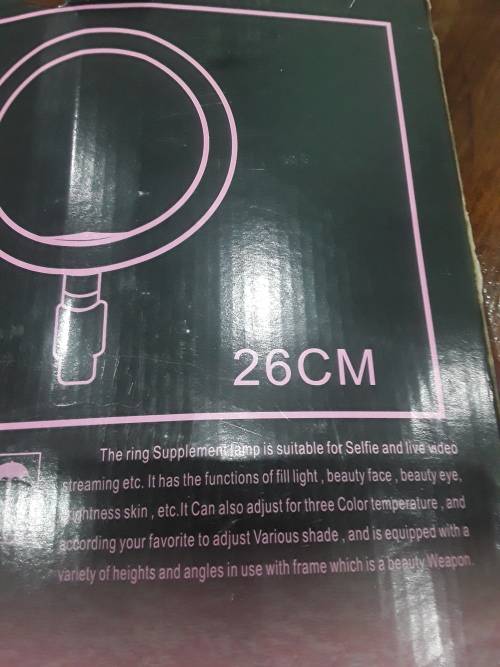 26CM
The ring Supplement lamp is suitable for Selfie and live video
streaming etc. It has the functions of fill light , beauty face , beauty eye,
skin , etc.It Can also adjust for three Color temperature , and
according your favorite to adjust Various shade , and is equipped with a
variety of heights and angles in use with frame which is a beauty Weapon.